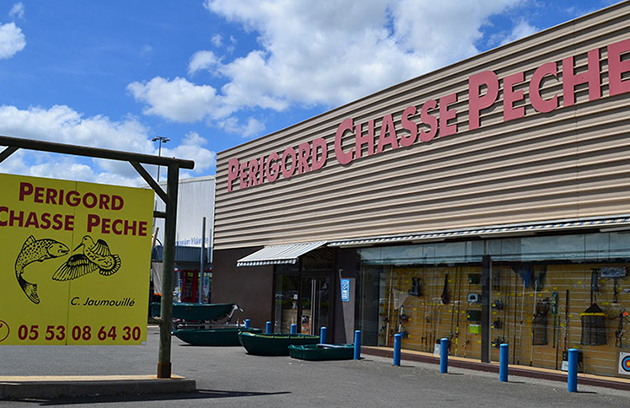 PERIGORD
CHASSE PECHE
C. Jaumouillé
05 53 08 64 30
PERIGORD CHASSE PECHE